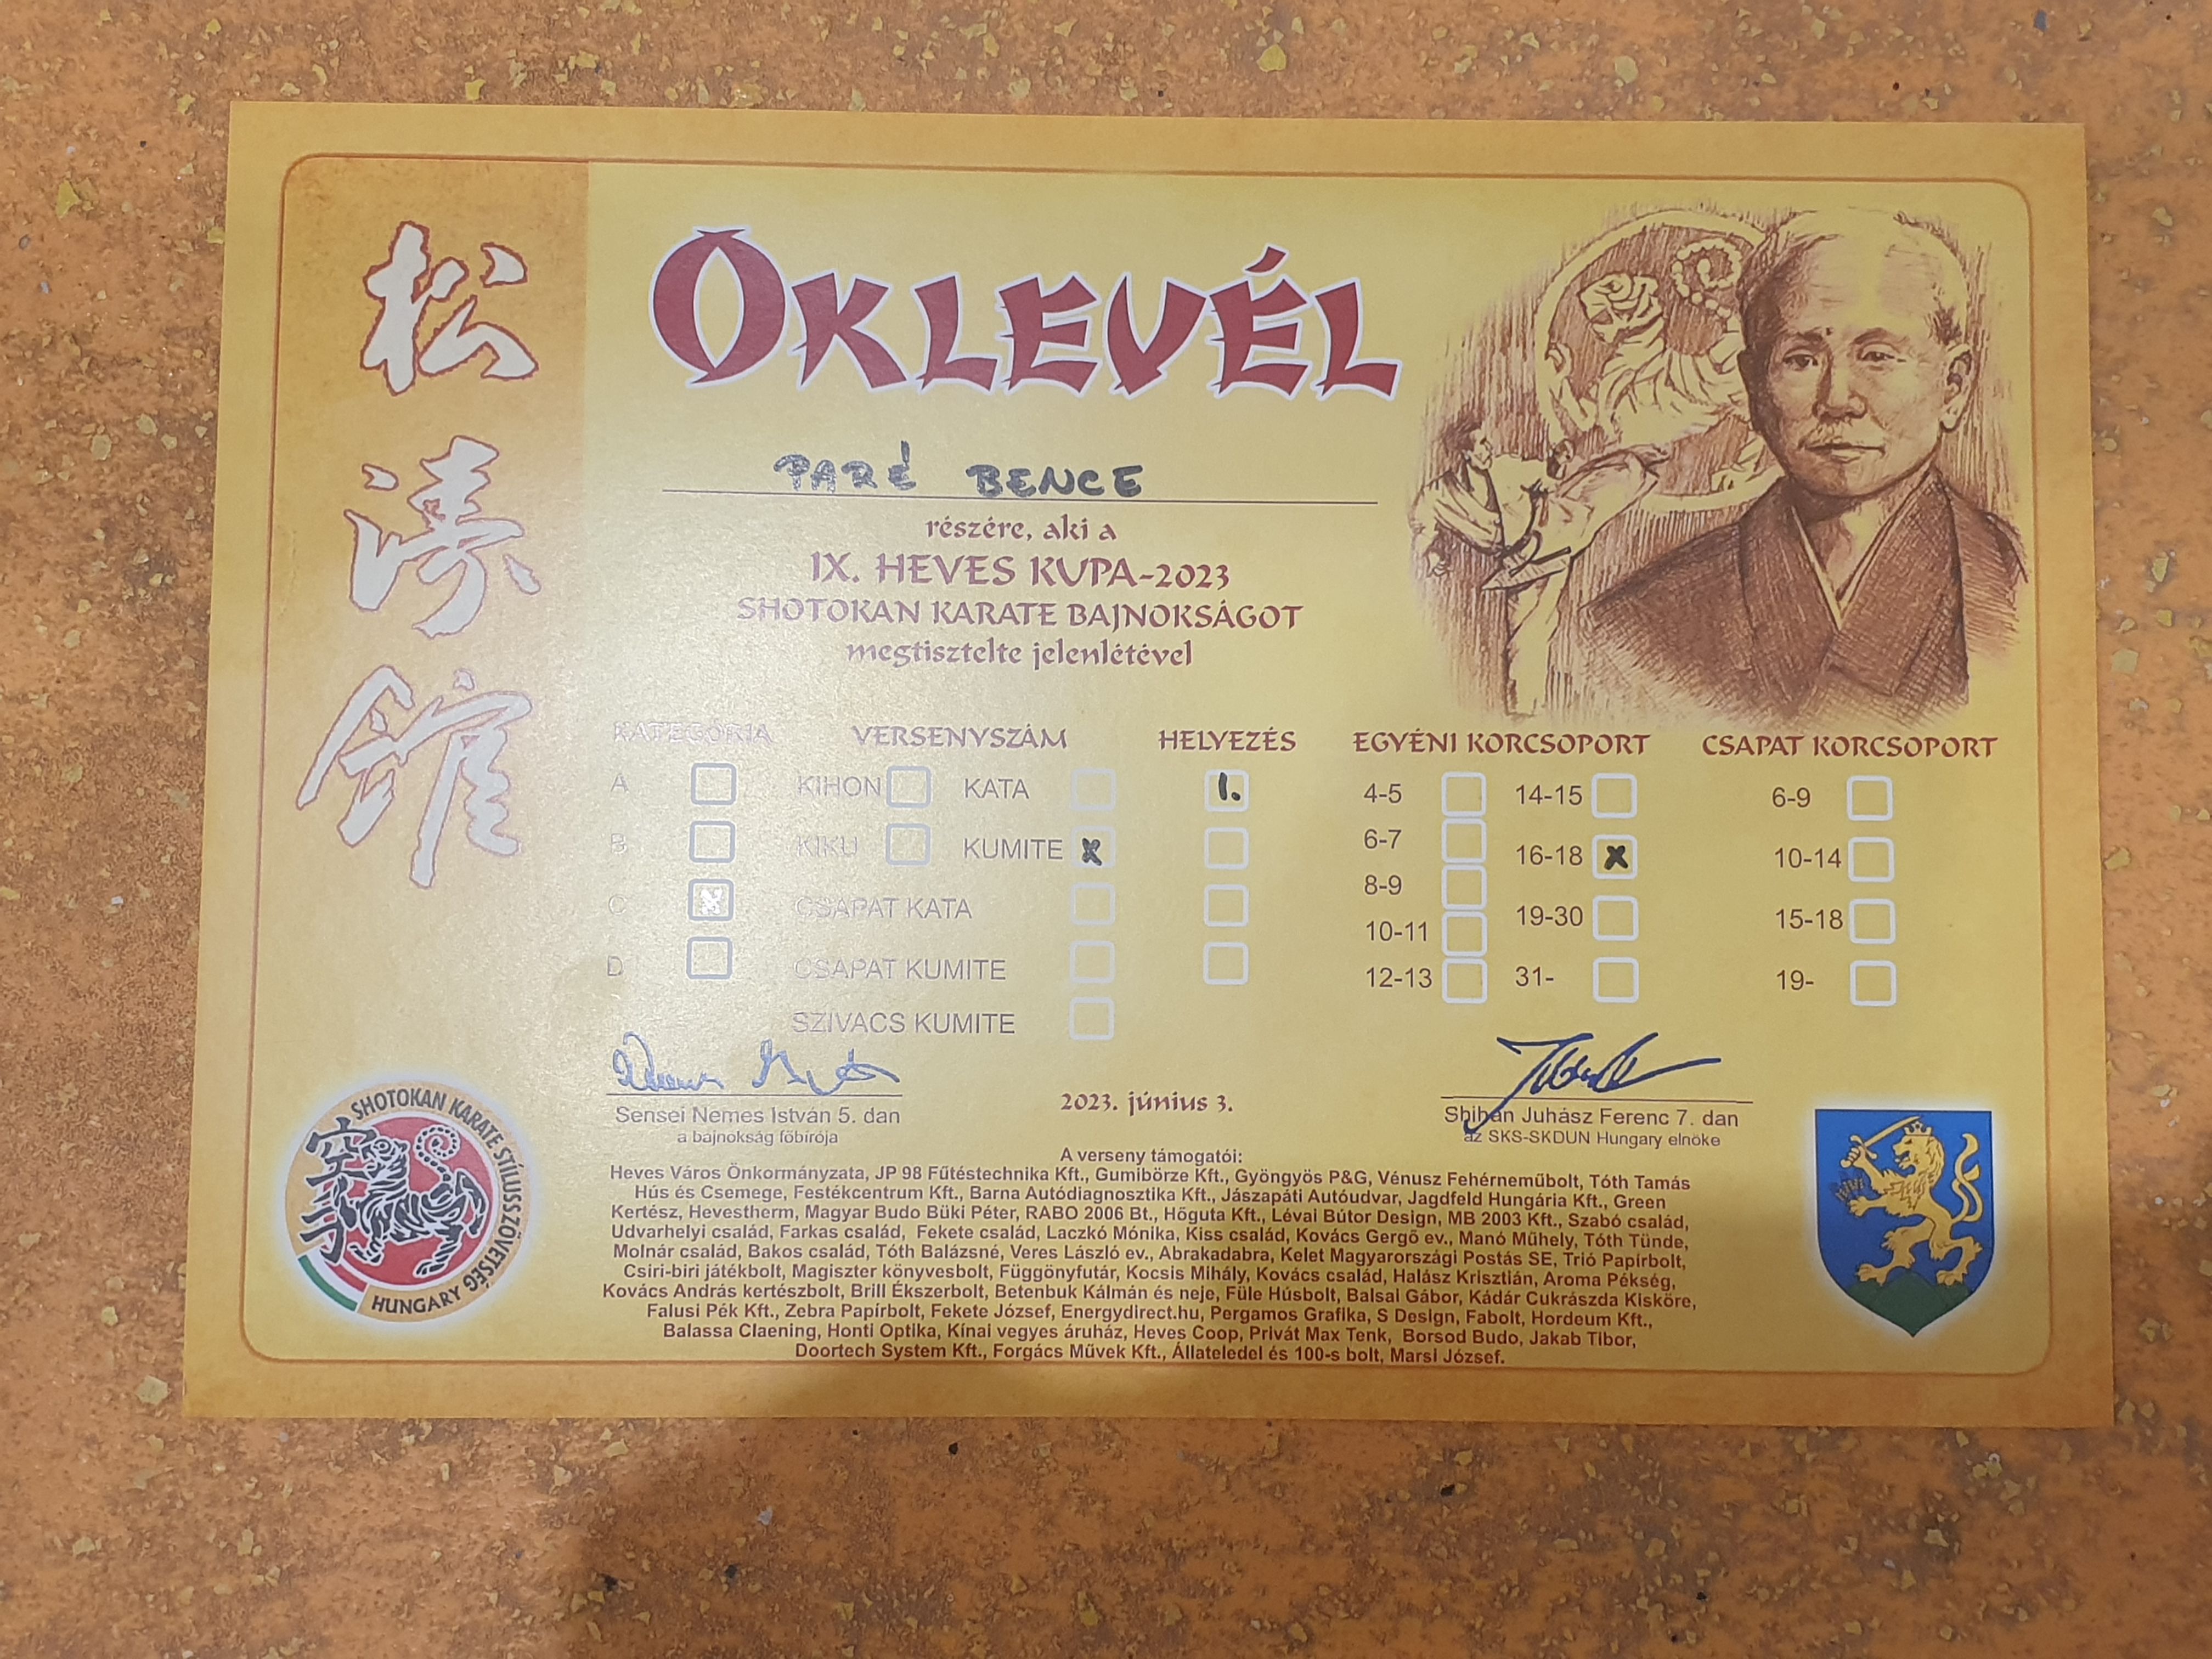 松
濤
館
OKLEVÉL
PARÉ BENCE
részére, aki a
IX. HEVES KUPA-2023
SHOTOKAN KARATE BAJNOKSÁGOT
megtisztelte jelenlétével
KATEGÓRIA VERSENYSZÁM HELYEZÉS EGYÉNI KORCSOPORT CSAPAT KORCSOPORT
A KIHON KATA 1. 4-5 14-15 6-9
B KIKU KUMITE X 6-7 16-18 X 10-14
C X CSAPAT KATA 8-9 19-30 15-18
D CSAPAT KUMITE 10-11 31- 19-
SZIVACS KUMITE 12-13
Sensei Nemes István 5. dan
a bajnokság főbírója
2023. június 3.
Shihan Juhász Ferenc 7. dan
az SKS-SKDUN Hungary elnöke
A verseny támogatói:
Heves Város Önkormányzata, JP 98 Fűtéstechnika Kft., Gumibörze Kft., Gyöngyös P&G, Vénusz Fehérneműbolt, Tóth Tamás
Hús és Csemege, Festékcentrum Kft., Barna Autódiagnosztika Kft., Jászapáti Autóudvar, Jagdfeld Hungária Kft., Green
Kertész, Hevestherm, Magyar Budo Büki Péter, RABO 2006 Bt., Hőguta Kft., Lévai Bútor Design, MB 2003 Kft., Szabó család,
Udvarhelyi család, Farkas család, Fekete család, Laczkó Mónika, Kiss család, Kovács Gergő ev., Manó Műhely, Tóth Tünde,
Molnár család, Bakos család, Tóth Balázsné, Veres László ev., Abrakadabra, Kelet Magyarországi Postás SE, Trió Papírbolt,
Csiri-biri játékbolt, Magiszter könyvesbolt, Függönyfutár, Kocsis Mihály, Kovács család, Halász Krisztián, Aroma Pékség,
Kovács András kertészbolt, Brill Ékszerbolt, Betenbuk Kálmán és neje, Füle Húsbolt, Balsai Gábor, Kádár Cukrászda Kisköre,
Falusi Pék Kft., Zebra Papírbolt, Fekete József, Energydirect.hu, Pergamos Grafika, S Design, Fabolt, Hordeum Kft.,
Balassa Claening, Honti Optika, Kínai vegyes áruház, Heves Coop, Privát Max Tenk, Borsod Budo, Jakab Tibor,
Doortech System Kft., Forgács Művek Kft., Állateledel és 100-s bolt, Marsi József.
SHOTOKAN KARATE STÍLUSSZÖVETSÉG
空手
HUNGARY